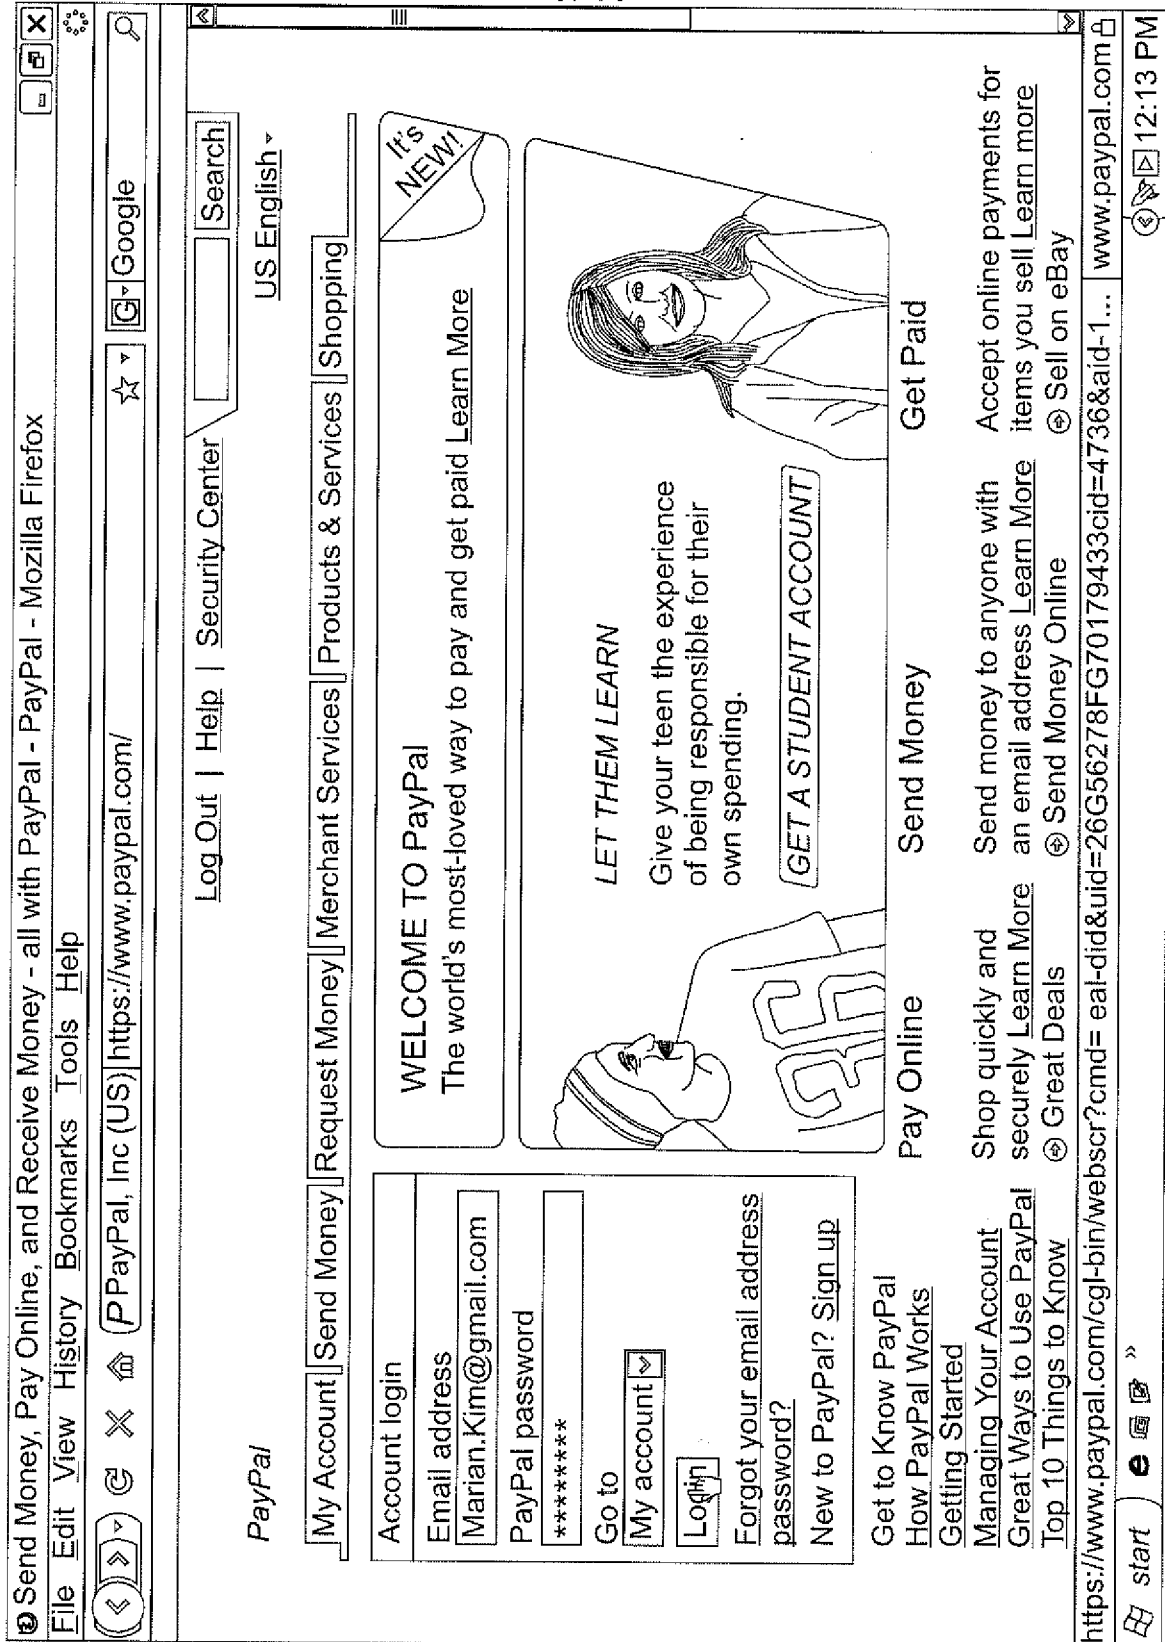 Send Money, Pay Online, and Receive Money - all with PayPal - PayPal - Mozilla Firefox
File Edit View History Bookmarks Tools Help
P PayPal, Inc (US) https://www.paypal.com/ G Google
Log Out | Help | Security Center Search
PayPal
US English
My Account Send Money Request Money Merchant Services Products & Services Shopping
Account login
Email address
Marian.Kim@gmail.com
PayPal password
*********
Go to
My account
Login
Forgot your email address
password?
New to PayPal? Sign up
Get to Know PayPal
How PayPal Works
Getting Started
Managing Your Account
Great Ways to Use PayPal
Top 10 Things to Know
WELCOME TO PayPal
The world's most-loved way to pay and get paid Learn More
It's
NEW!
LET THEM LEARN
Give your teen the experience
of being responsible for their
own spending.
GET A STUDENT ACCOUNT
Pay Online
Shop quickly and
securely Learn More
Great Deals
Send Money
Send money to anyone with
an email address Learn More
Send Money Online
Get Paid
Accept online payments for
items you sell Learn more
Sell on eBay
https://www.paypal.com/cgl-bin/webscr?cmd= eal-did&uid=26G56278FG70179433cid=4736&aid-1... www.paypal.com
start e » 12:13 PM